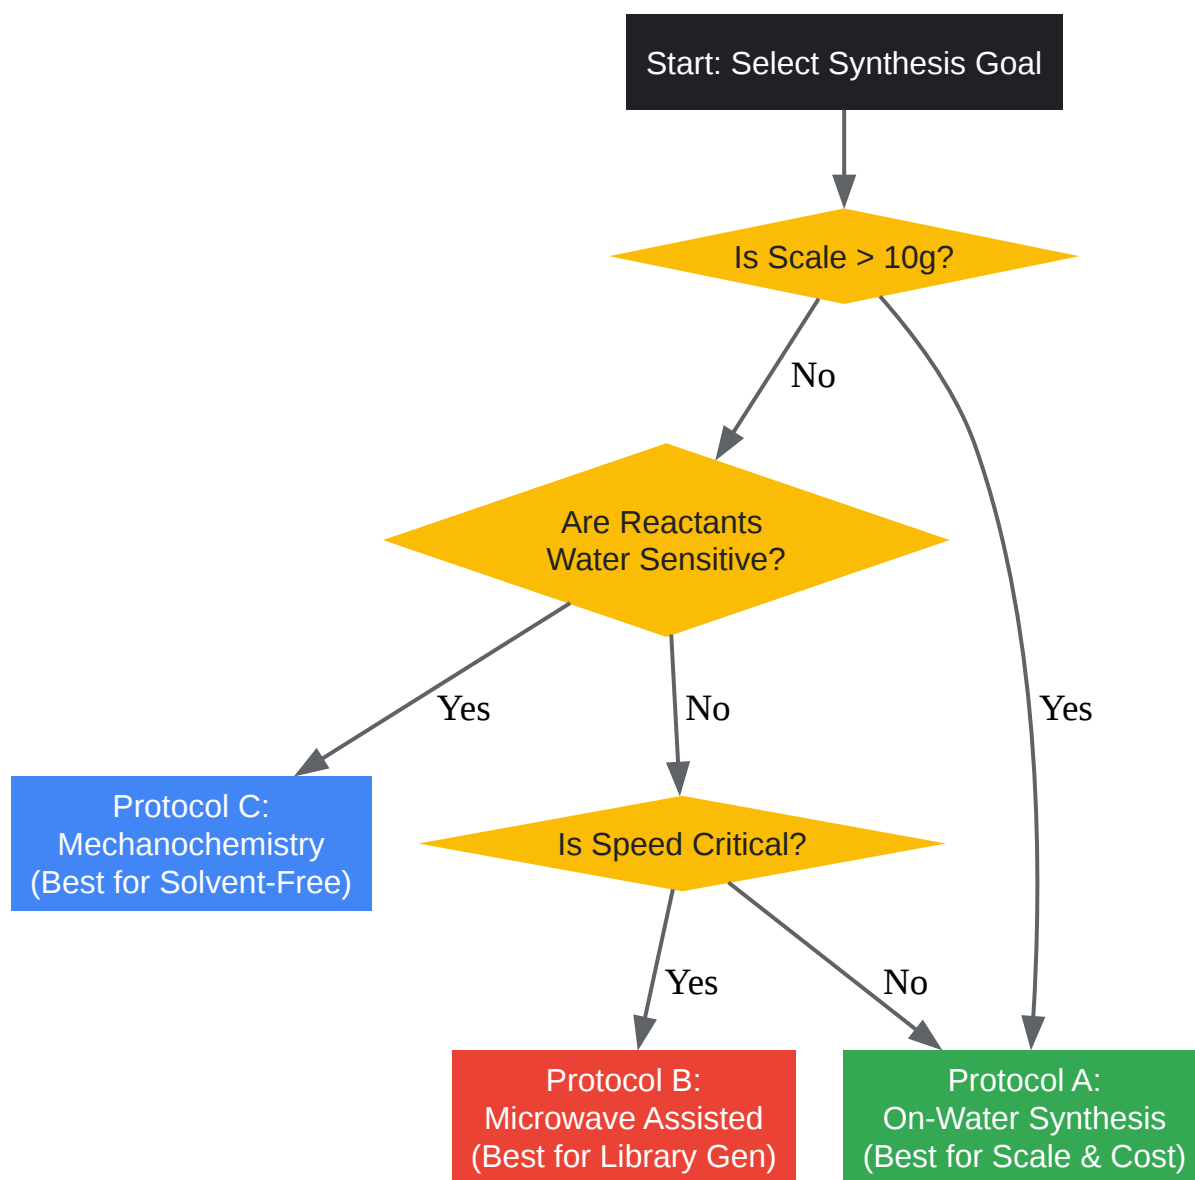 Start: Select Synthesis Goal
Is Scale > 10g?
No
Are Reactants
Water Sensitive?
Yes
No
Yes
Protocol C:
Mechanochemistry
(Best for Solvent-Free)
Is Speed Critical?
Yes
No
Protocol B:
Microwave Assisted
(Best for Library Gen)
Protocol A:
On-Water Synthesis
(Best for Scale & Cost)